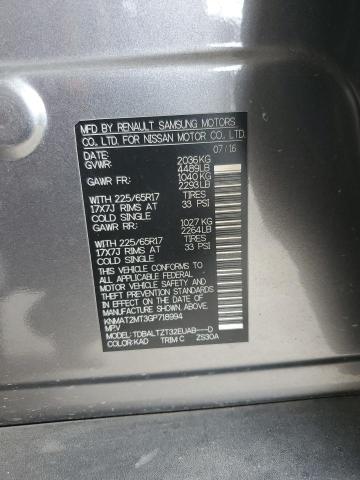 MFD BY RENAULT SAMSUNG MOTORS
CO., LTD. FOR NISSAN MOTOR CO., LTD.
DATE: 07/16
GVWR: 2036KG
4489LB
GAWR FR: 1040KG
2293LB
WITH 225/65R17 TIRES
17X7J RIMS AT 33 PSI
COLD SINGLE
GAWR RR: 1027KG
2264LB
WITH 225/65R17 TIRES
17X7J RIMS AT 33 PSI
COLD SINGLE
THIS VEHICLE CONFORMS TO ALL
APPLICABLE FEDERAL MOTOR
VEHICLE SAFETY AND BUMPER
STANDARDS IN EFFECT ON THE
DATE OF MANUFACTURE SHOWN
ABOVE.
KNMAT2MT3GP718994
MPV
MODEL: TDBALTZT32EUAB---D
COLOR: KAD TRIM: C ZS30A